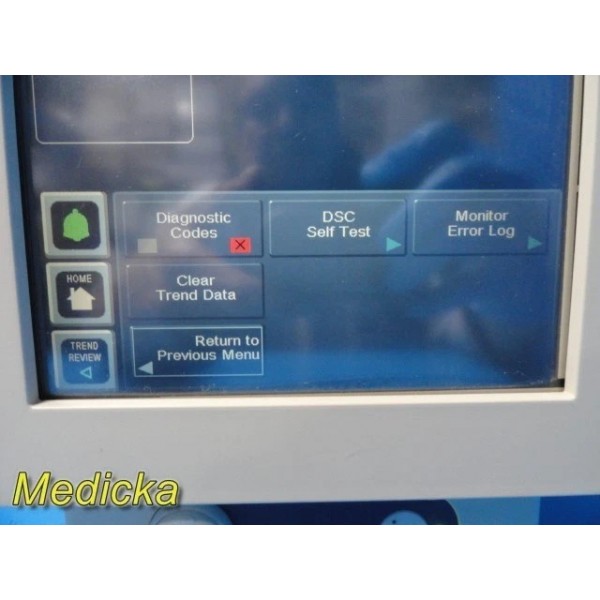 Diagnostic
Codes
DSC
Self Test
Monitor
Error Log
HOME
Clear
Trend Data
TREND
REVIEW
Return to
Previous Menu
Medicka